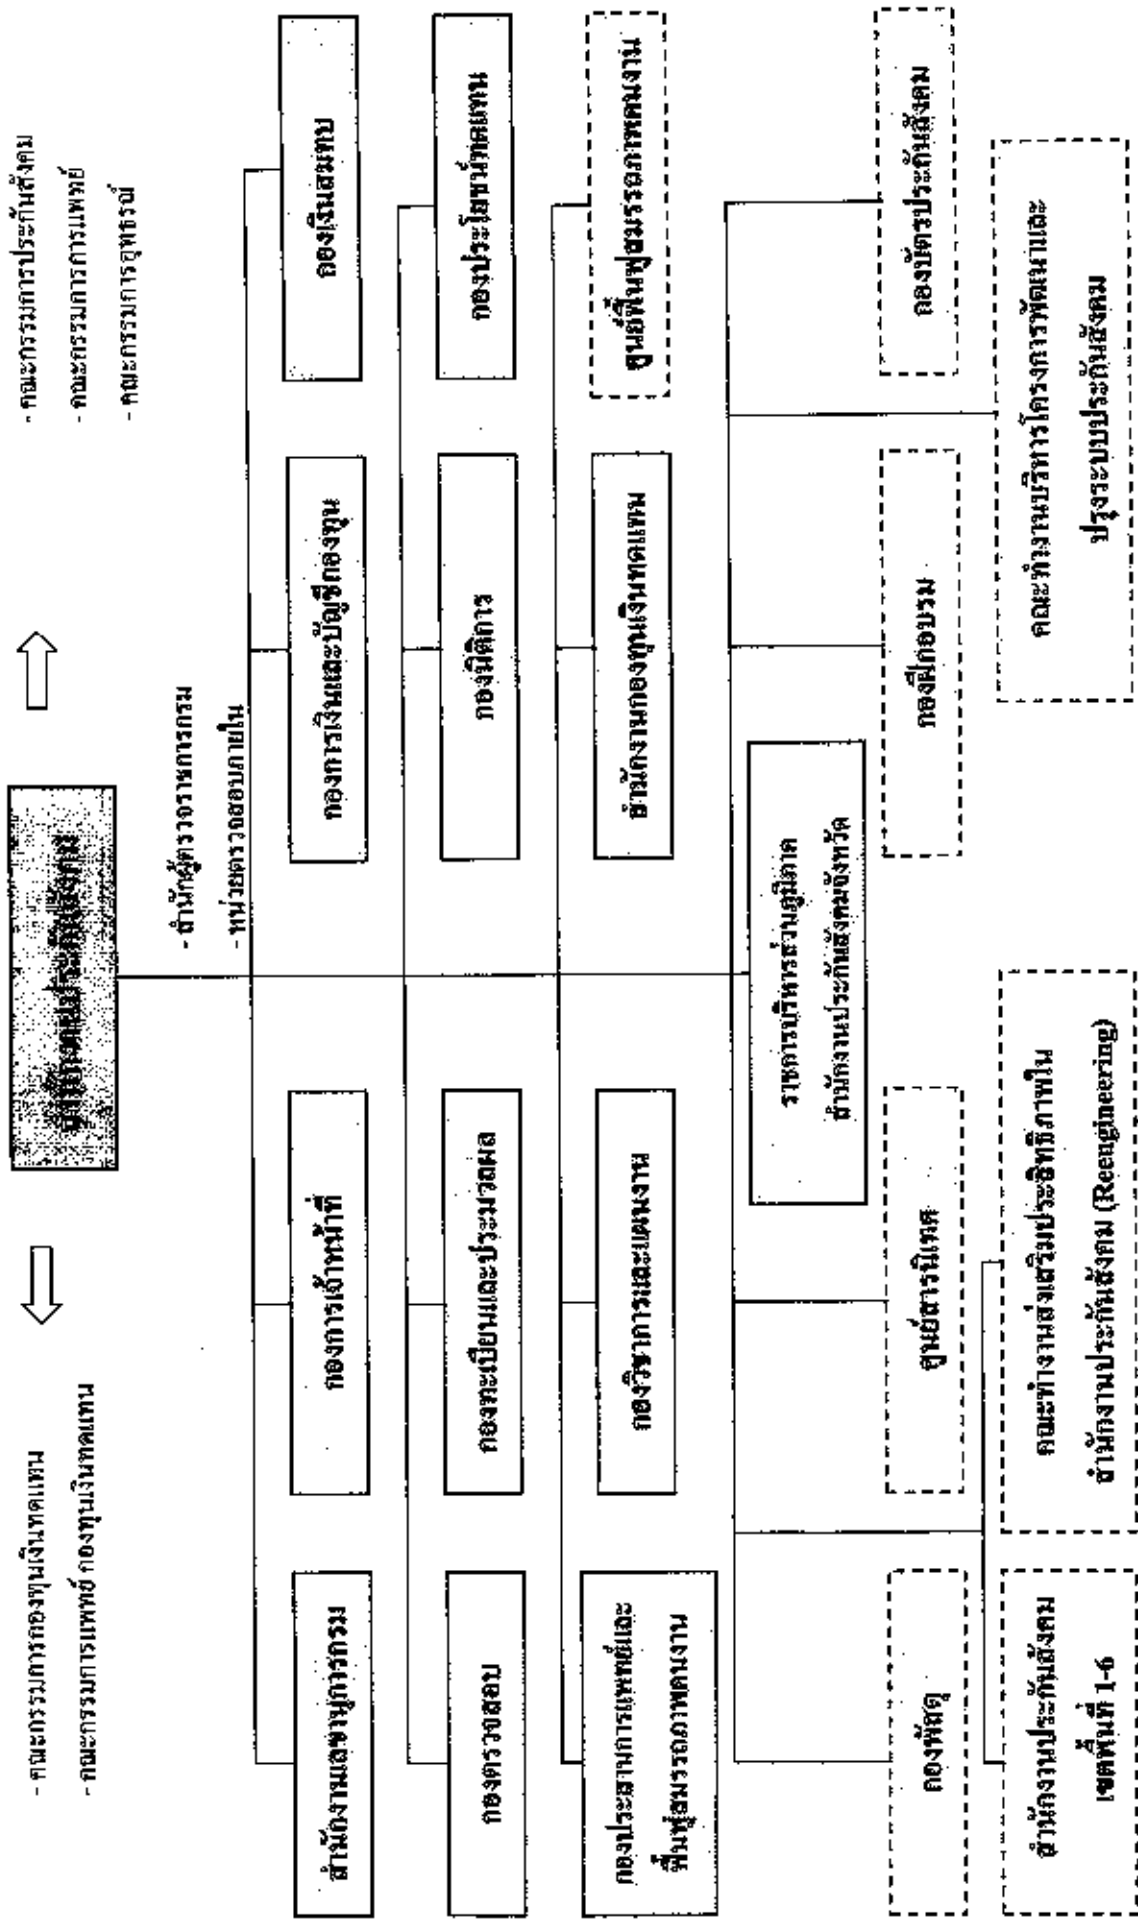 - คณะกรรมการกองทุนเงินทดแทน
- คณะกรรมการแพทย์ กองทุนเงินทดแทน
สำนักงานประกันสังคม
- คณะกรรมการประกันสังคม
- คณะกรรมการการแพทย์
- คณะกรรมการอุทธรณ์
- สำนักผู้ตรวจราชการกรม
- หน่วยตรวจสอบภายใน
สำนักงานเลขานุการกรม
กองการเจ้าหน้าที่
กองการเงินและบัญชีกองทุน
กองเงินสมทบ
กองตรวจสอบ
กองทะเบียนและประมวลผล
กองนิติการ
กองประโยชน์ทดแทน
กองประสานการแพทย์และ
ฟื้นฟูสมรรถภาพคนงาน
กองวิชาการและแผนงาน
สำนักงานกองทุนเงินทดแทน
ศูนย์ฟื้นฟูสมรรถภาพคนงาน
ราชการบริหารส่วนภูมิภาค
สำนักงานประกันสังคมจังหวัด
กองพัสดุ
ศูนย์สารนิเทศ
กองฝึกอบรม
กองบัตรประกันสังคม
สำนักงานประกันสังคม
เขตพื้นที่ 1-6
คณะทำงานส่งเสริมประสิทธิภาพใน
สำนักงานประกันสังคม (Reengineering)
คณะทำงานบริหารโครงการพัฒนาและ
ปรุงระบบประกันสังคม